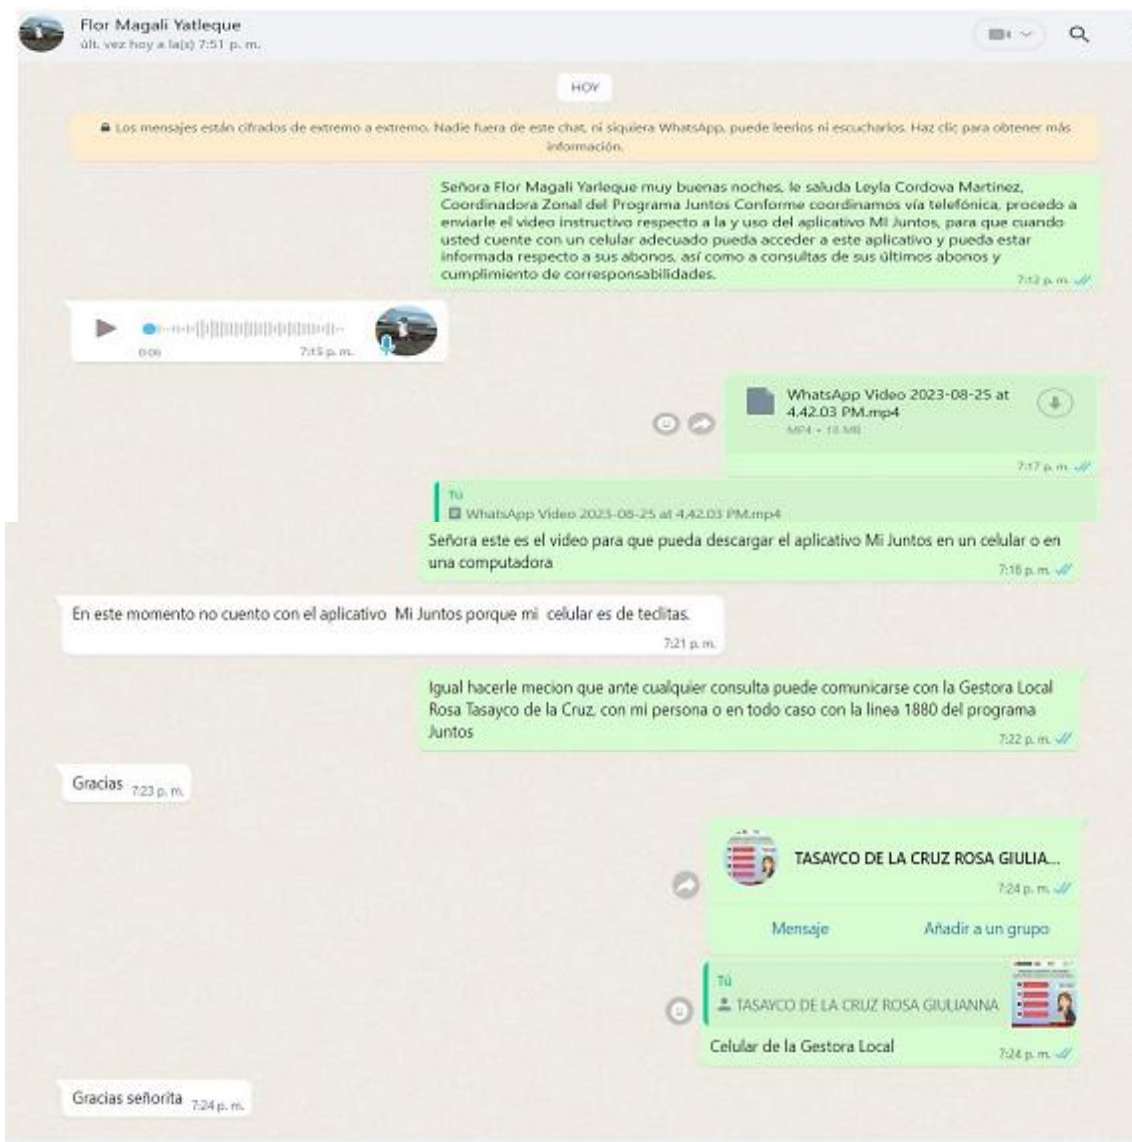 Flor Magali Yatleque
últ. vez hoy a la(s) 7:51 p. m.
HOY
Los mensajes están cifrados de extremo a extremo. Nadie fuera de este chat, ni siquiera WhatsApp, puede leerlos ni escucharlos. Haz clic para obtener más
información.
Señora Flor Magali Yarleque muy buenas noches, le saluda Leyla Cordova Martinez,
Coordinadora Zonal del Programa Juntos Conforme coordinamos vía telefónica, procedo a
enviarle el video instructivo respecto a la y uso del aplicativo MI Juntos, para que cuando
usted cuente con un celular adecuado pueda acceder a este aplicativo y pueda estar
informada respecto a sus abonos, así como a consultas de sus últimos abonos y
cumplimiento de corresponsabilidades.
7:12 p. m.
0:06
7:15 p. m.
WhatsApp Video 2023-08-25 at
4.42.03 PM.mp4
MP4 • 18 MB
7:17 p. m.
Tú
WhatsApp Video 2023-08-25 at 4.42.03 PM.mp4
Señora este es el video para que pueda descargar el aplicativo Mi Juntos en un celular o en
una computadora
7:18 p. m.
En este momento no cuento con el aplicativo Mi Juntos porque mi celular es de teclitas.
7:21 p. m.
Igual hacerle mecion que ante cualquier consulta puede comunicarse con la Gestora Local
Rosa Tasayco de la Cruz, con mi persona o en todo caso con la linea 1880 del programa
Juntos
7:22 p. m.
Gracias 7:23 p. m.
TASAYCO DE LA CRUZ ROSA GIULIA...
7:24 p. m.
Mensaje Añadir a un grupo
Tú
TASAYCO DE LA CRUZ ROSA GIULIANNA
Celular de la Gestora Local
7:24 p. m.
Gracias señorita 7:24 p. m.